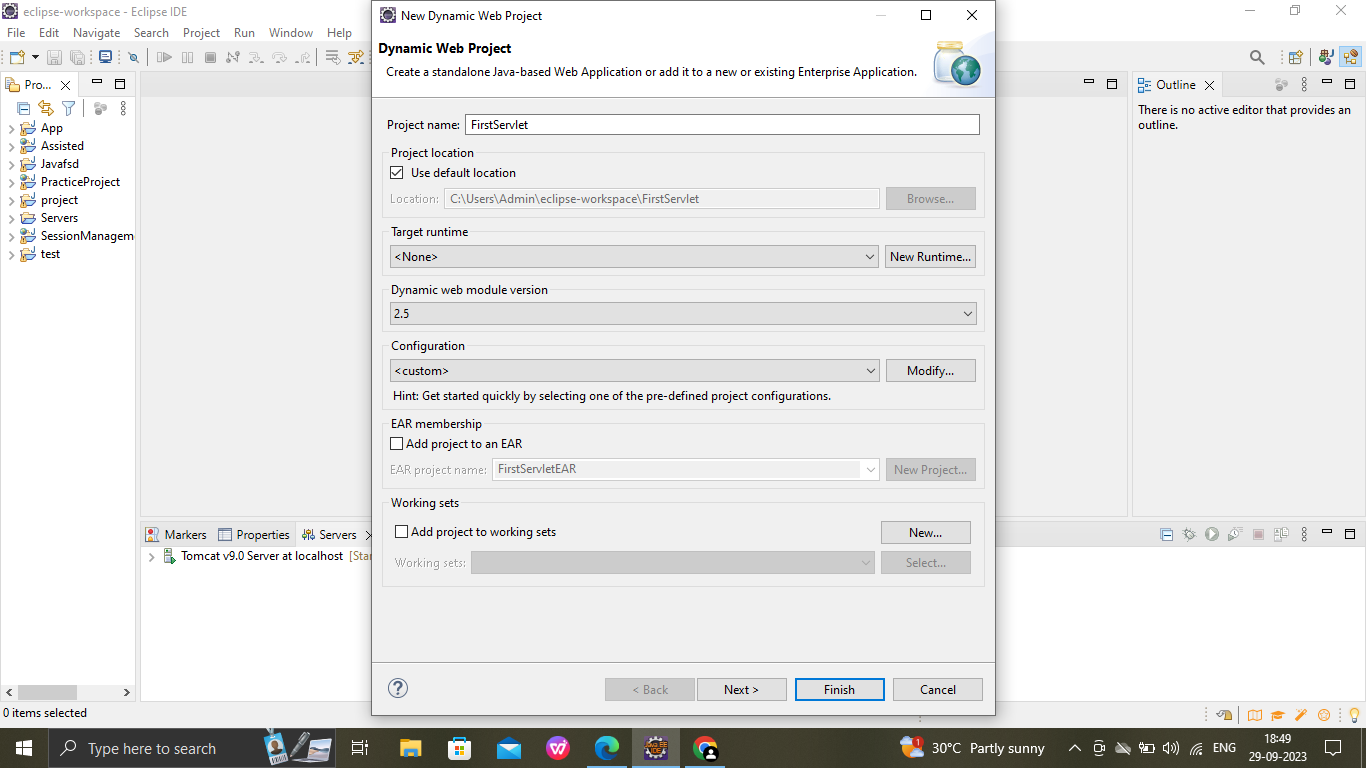 eclipse-workspace - Eclipse IDE
File Edit Navigate Search Project Run Window Help
Pro...
App
Assisted
Javafsd
PracticeProject
project
Servers
SessionManagem
test
New Dynamic Web Project
Dynamic Web Project
Create a standalone Java-based Web Application or add it to a new or existing Enterprise Application.
Project name: FirstServlet
Project location
Use default location
Location: C:\Users\Admin\eclipse-workspace\FirstServlet Browse...
Target runtime
<None> New Runtime...
Dynamic web module version
2.5
Configuration
<custom> Modify...
Hint: Get started quickly by selecting one of the pre-defined project configurations.
EAR membership
Add project to an EAR
EAR project name: FirstServletEAR New Project...
Working sets
Add project to working sets New...
Working sets: Select...
< Back Next > Finish Cancel
Outline
There is no active editor that provides an
outline.
Markers Properties Servers
Tomcat v9.0 Server at localhost [Star
0 items selected
Type here to search
30°C Partly sunny
ENG
18:49
29-09-2023